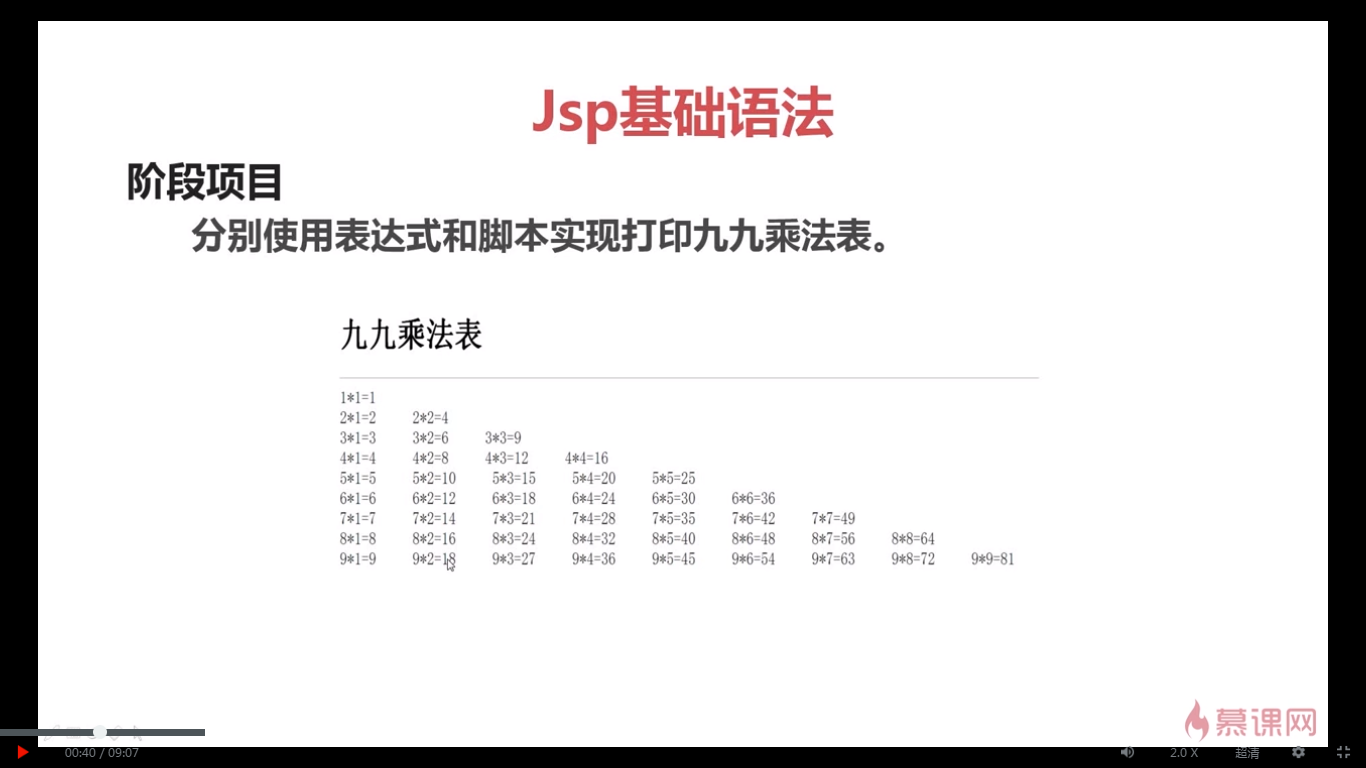 Jsp基础语法
阶段项目
分别使用表达式和脚本实现打印九九乘法表。
九九乘法表
1*1=1
2*1=2 2*2=4
3*1=3 3*2=6 3*3=9
4*1=4 4*2=8 4*3=12 4*4=16
5*1=5 5*2=10 5*3=15 5*4=20 5*5=25
6*1=6 6*2=12 6*3=18 6*4=24 6*5=30 6*6=36
7*1=7 7*2=14 7*3=21 7*4=28 7*5=35 7*6=42 7*7=49
8*1=8 8*2=16 8*3=24 8*4=32 8*5=40 8*6=48 8*7=56 8*8=64
9*1=9 9*2=18 9*3=27 9*4=36 9*5=45 9*6=54 9*7=63 9*8=72 9*9=81
慕课网
00:40 / 09:07 2.0 X 超清